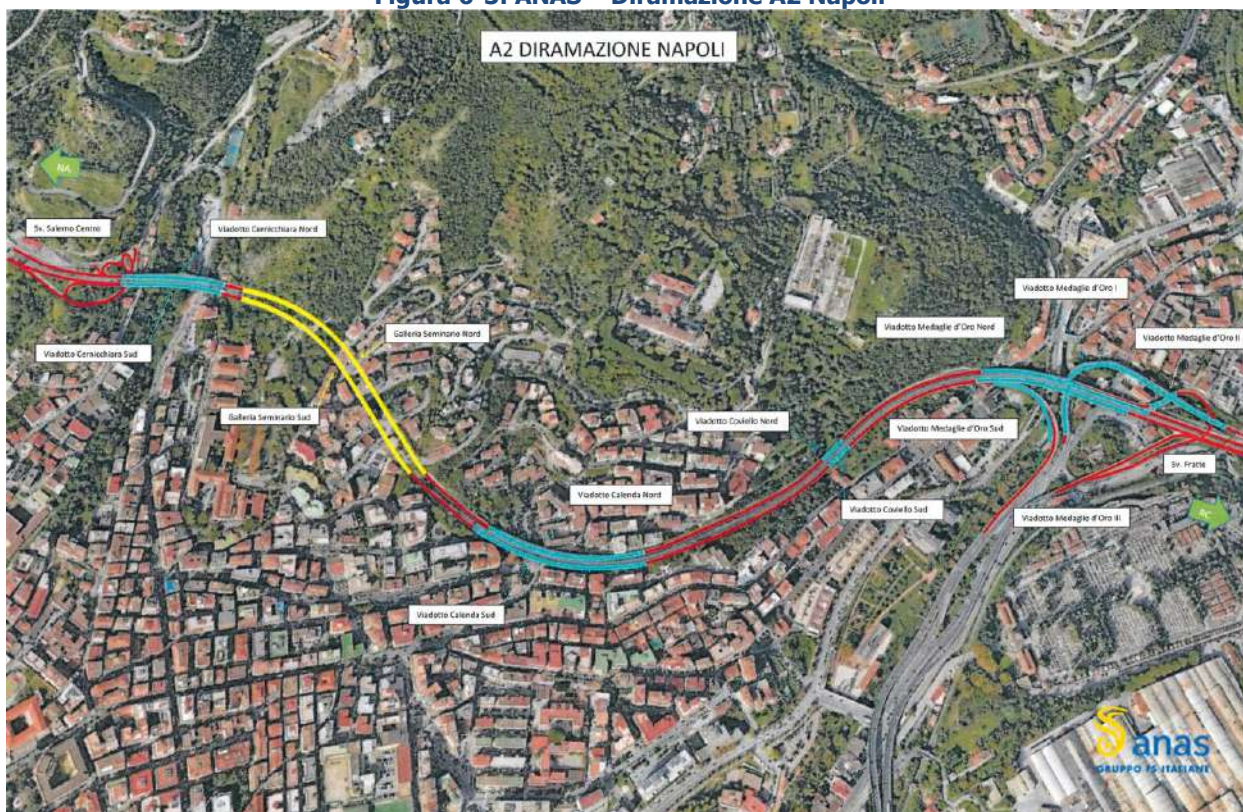 Figura 6-5: ANAS – Diramazione A2 Napoli
A2 DIRAMAZIONE NAPOLI
NA
Sv. Salerno Centro
Viadotto Cernicchiara Nord
Viadotto Medaglie d'Oro I
Viadotto Medaglie d'Oro Nord
Viadotto Medaglie d'Oro II
Galleria Seminario Nord
Viadotto Cernicchiara Sud
Galleria Seminario Sud
Viadotto Coviello Nord
Viadotto Medaglie d'Oro Sud
Sv. Fratte
Viadotto Calenda Nord
Viadotto Coviello Sud
Viadotto Medaglie d'Oro III
RC
Viadotto Calenda Sud
anas
GRUPPO FS ITALIANE